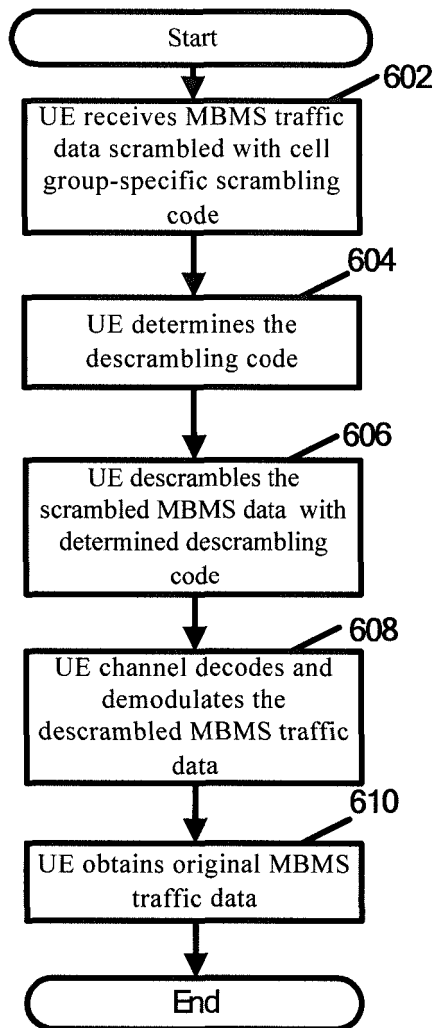 Start
602
UE receives MBMS traffic
data scrambled with cell
group-specific scrambling
code
604
UE determines the
descrambling code
606
UE descrambles the
scrambled MBMS data with
determined descrambling
code
608
UE channel decodes and
demodulates the
descrambled MBMS traffic
data
610
UE obtains original MBMS
traffic data
End